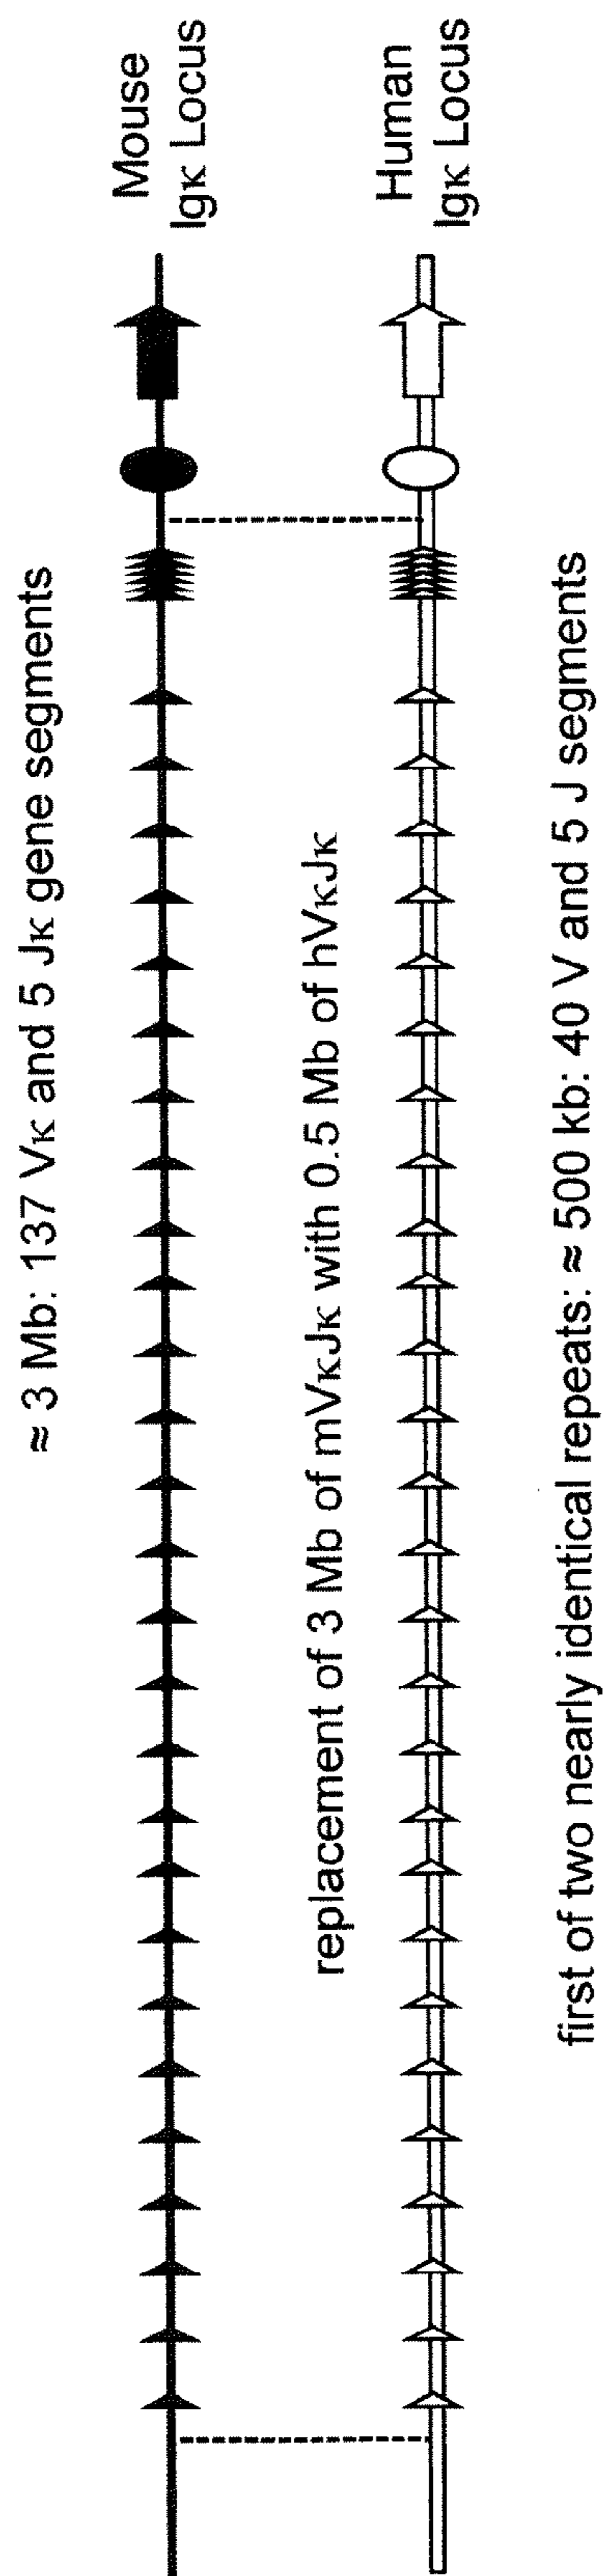 ≈ 3 Mb: 137 Vκ and 5 Jκ gene segments
Mouse
Igκ Locus
replacement of 3 Mb of mVκJκ with 0.5 Mb of hVκJκ
Human
Igκ Locus
first of two nearly identical repeats: ≈ 500 kb: 40 V and 5 J segments